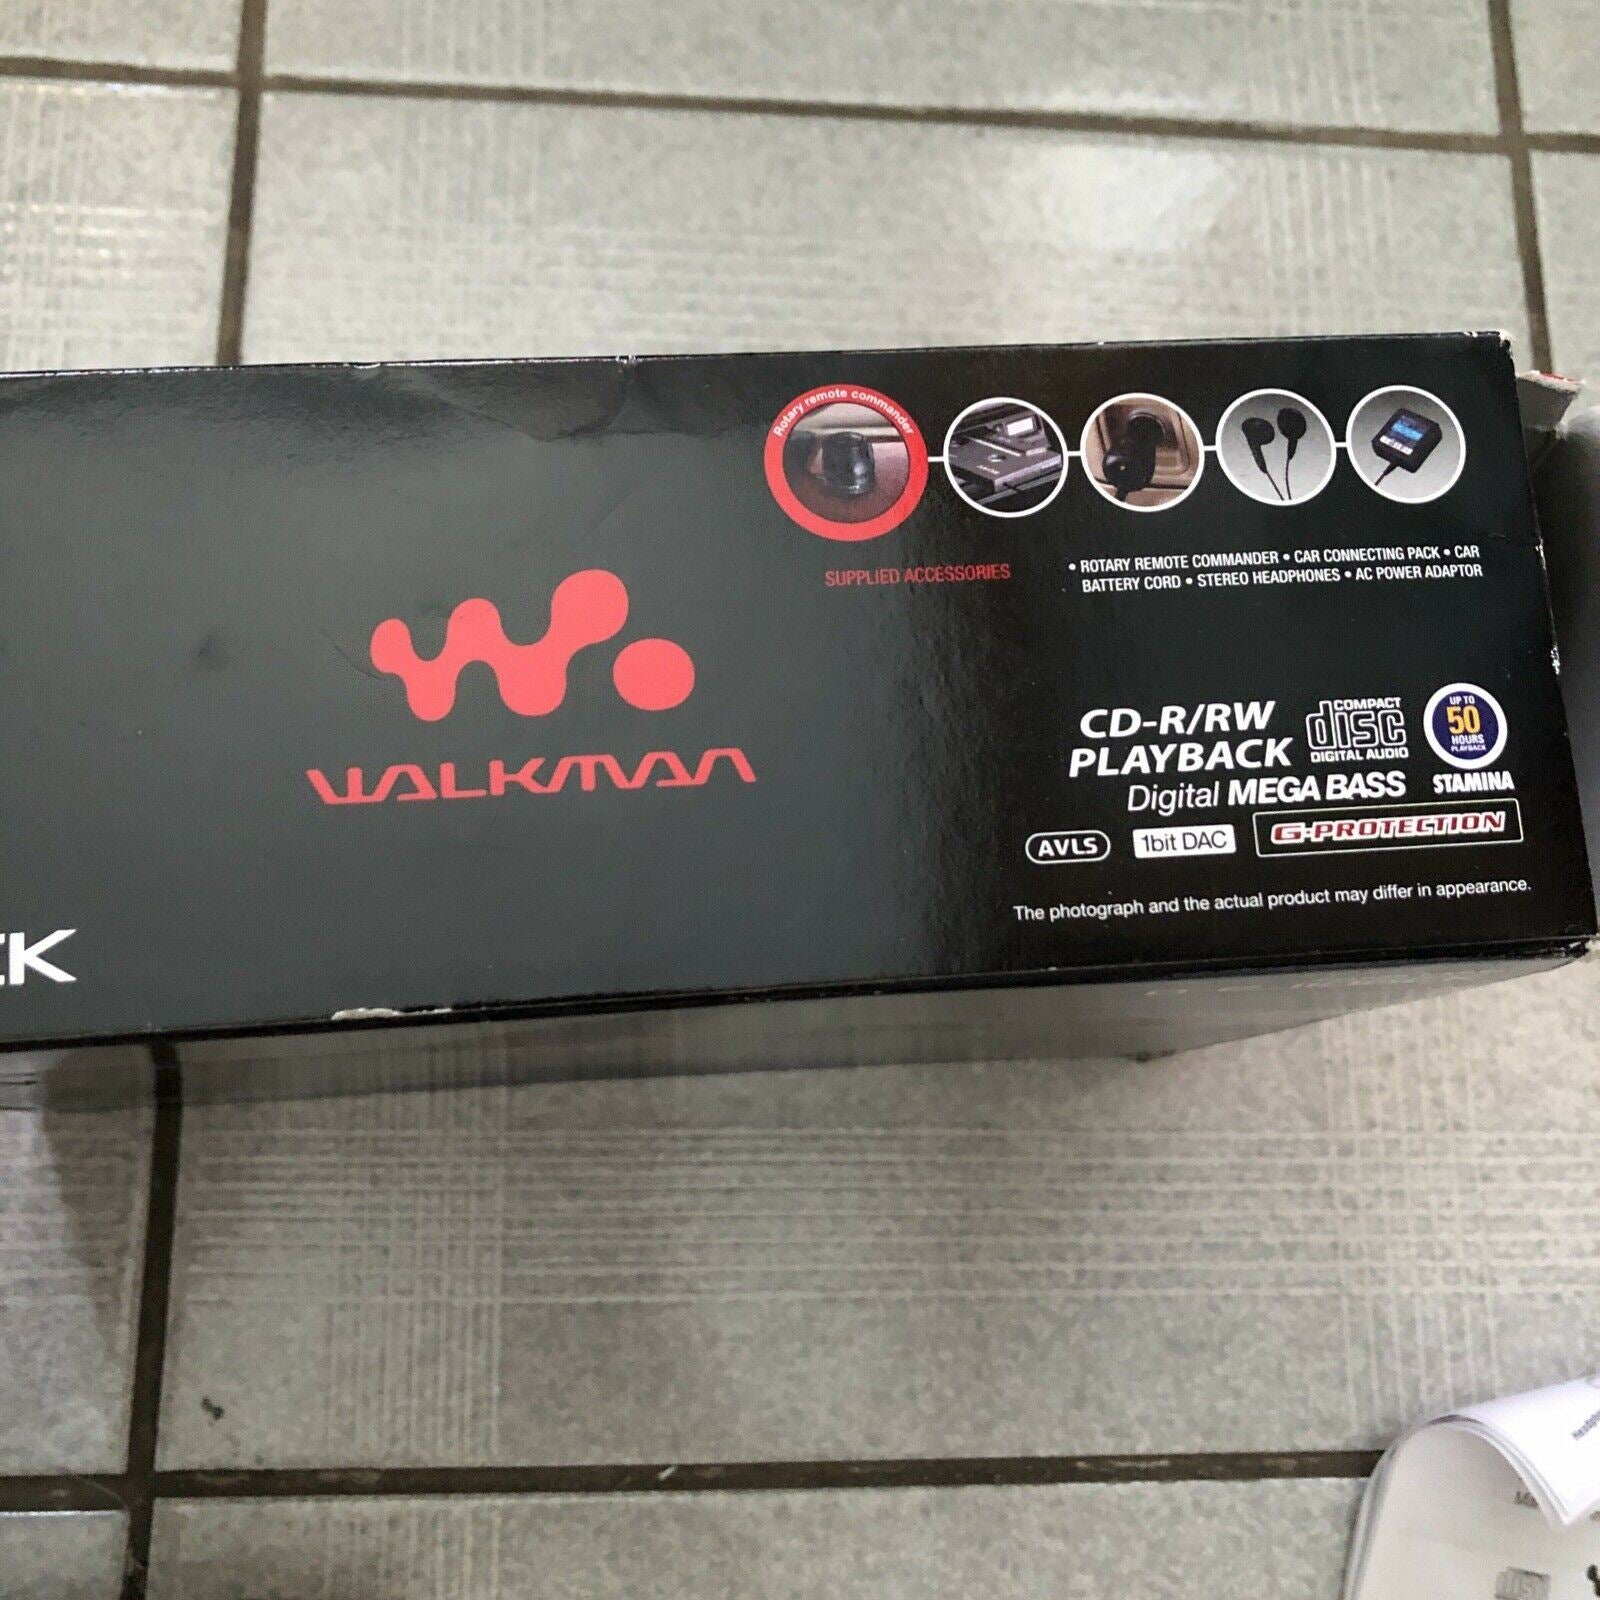 Rotary remote commander
SUPPLIED ACCESSORIES
• ROTARY REMOTE COMMANDER • CAR CONNECTING PACK • CAR
BATTERY CORD • STEREO HEADPHONES • AC POWER ADAPTOR
WALKMAN
CD-R/RW
PLAYBACK
COMPACT
disc
DIGITAL AUDIO
UP TO
50
HOURS
PLAYBACK
STAMINA
Digital MEGA BASS
AVLS
1bit DAC
G-PROTECTION
The photograph and the actual product may differ in appearance.
K